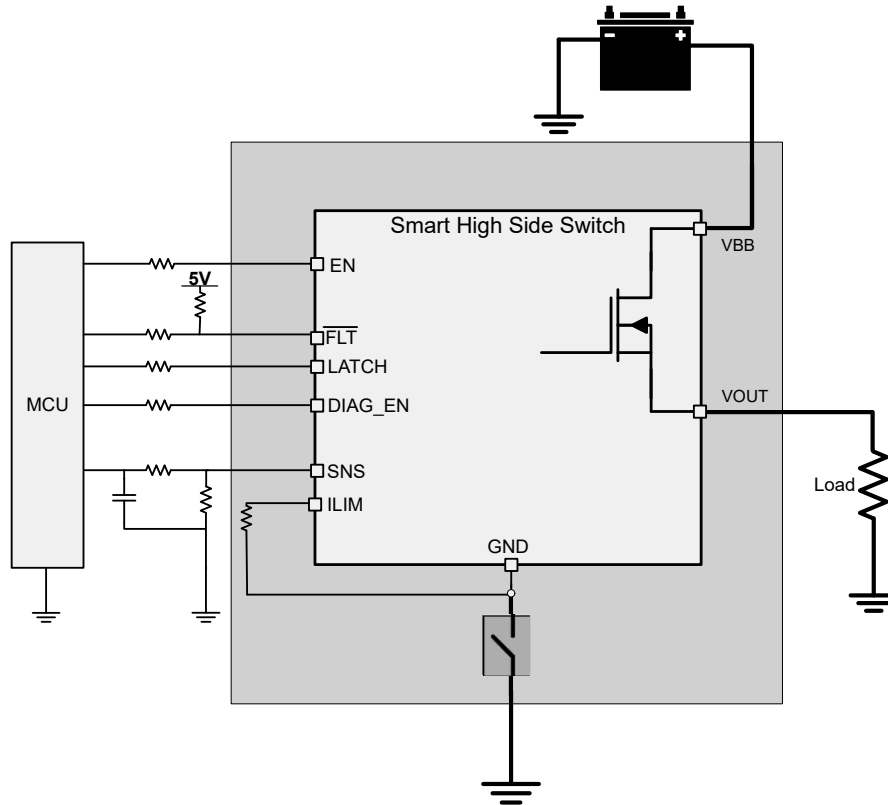 - +
Smart High Side Switch
VBB
EN
5V
FLT
LATCH
MCU
DIAG_EN
VOUT
SNS
Load
ILIM
GND